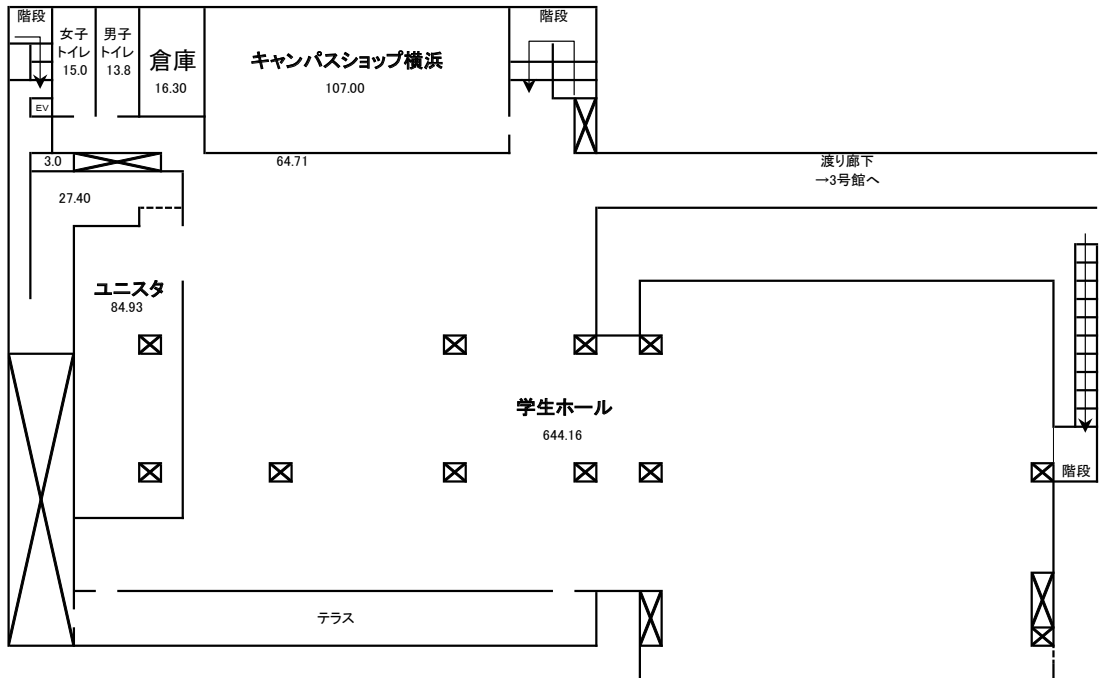 階段
女子
トイレ
15.0
男子
トイレ
13.8
倉庫
16.30
キャンパスショップ横浜
107.00
階段
EV
3.0
64.71
渡り廊下
→3号館へ
27.40
ユニスタ
84.93
学生ホール
644.16
階段
テラス